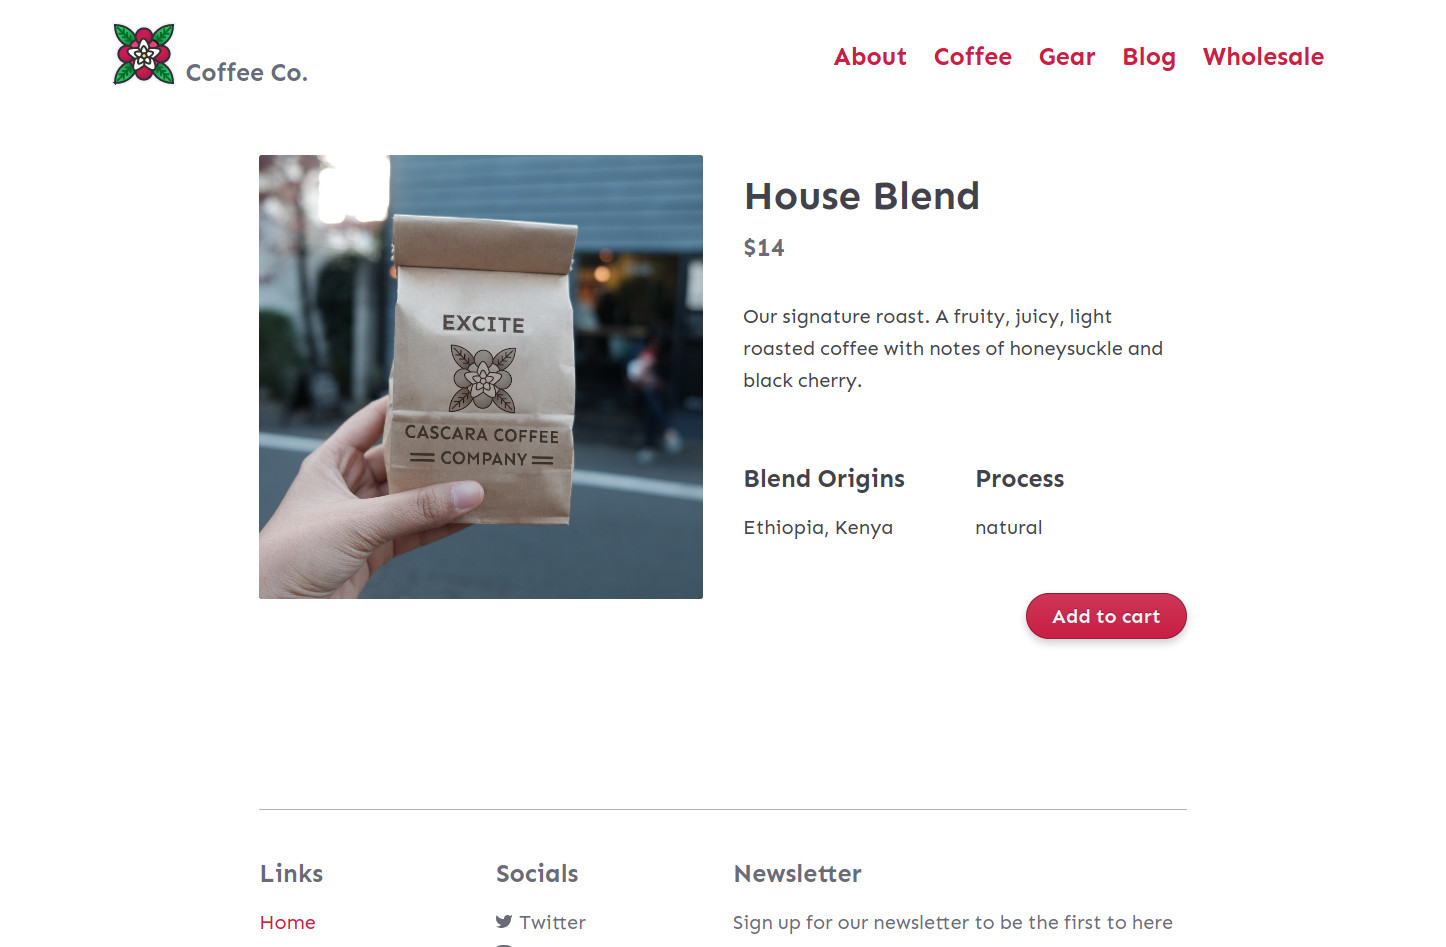 Coffee Co.
About Coffee Gear Blog Wholesale
EXCITE
CASCARA COFFEE
COMPANY
House Blend
$14
Our signature roast. A fruity, juicy, light
roasted coffee with notes of honeysuckle and
black cherry.
Blend Origins
Ethiopia, Kenya
Process
natural
Add to cart
Links
Home
Socials
Twitter
Newsletter
Sign up for our newsletter to be the first to here